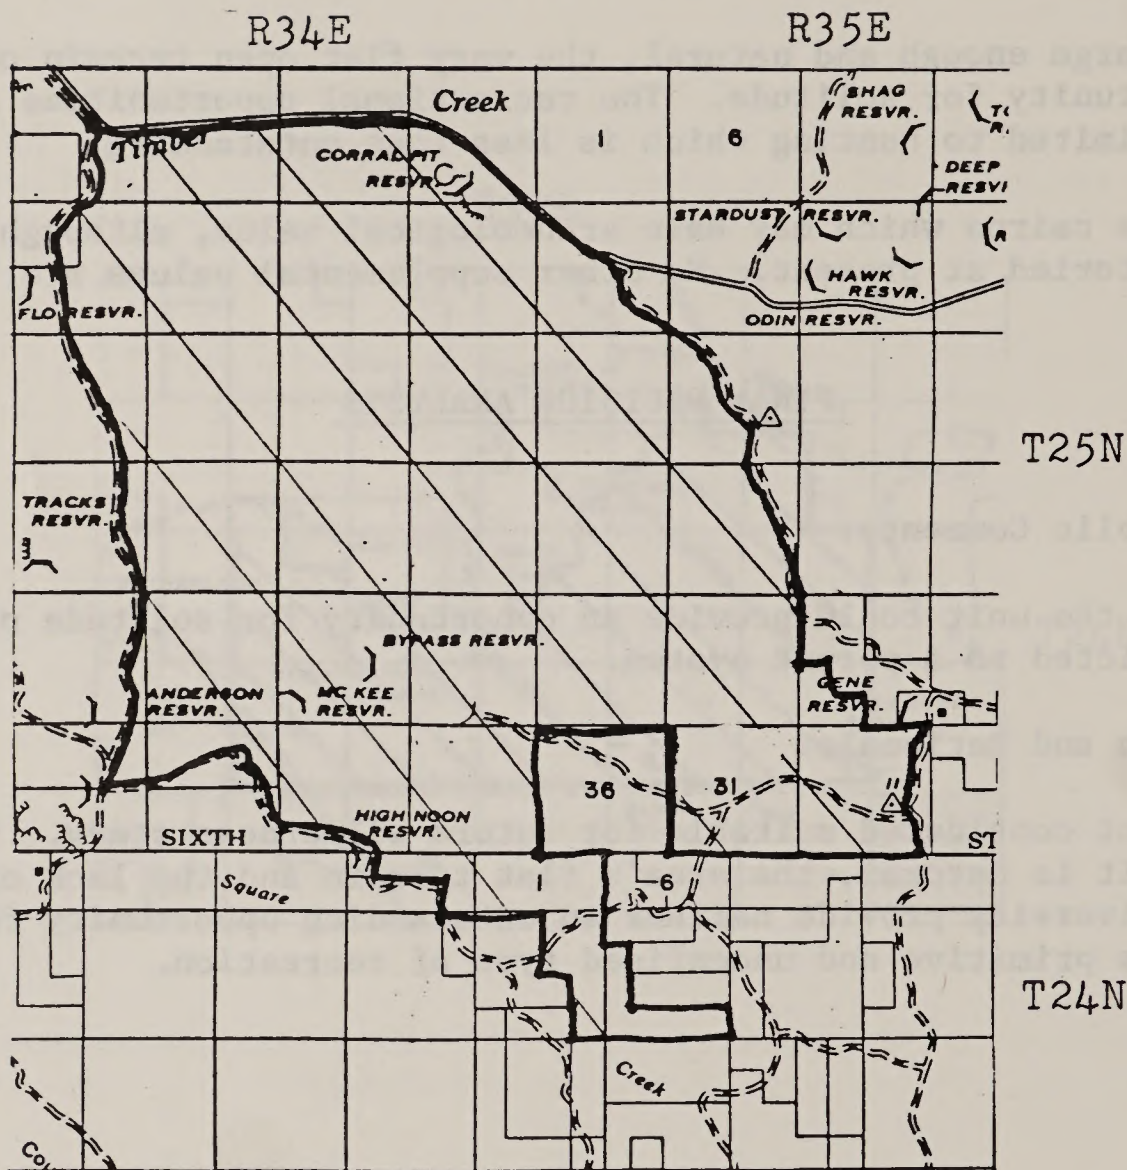 R34E
R35E
Creek
Timber
1
6
SHAG
RESVR.
CORRAL PIT
RESVR.
DEEP
STARDUST RESVR.
HAWK
RESVR.
FLO RESVR.
ODIN RESVR.
T25N
TRACKS
RESVR.
BYPASS RESVR.
ANDERSON
RESVR.
MC KEE
RESVR.
GENE
RESVR.
36
31
HIGH NOON
RESVR.
SIXTH
ST
Square
1
6
T24N
Creek